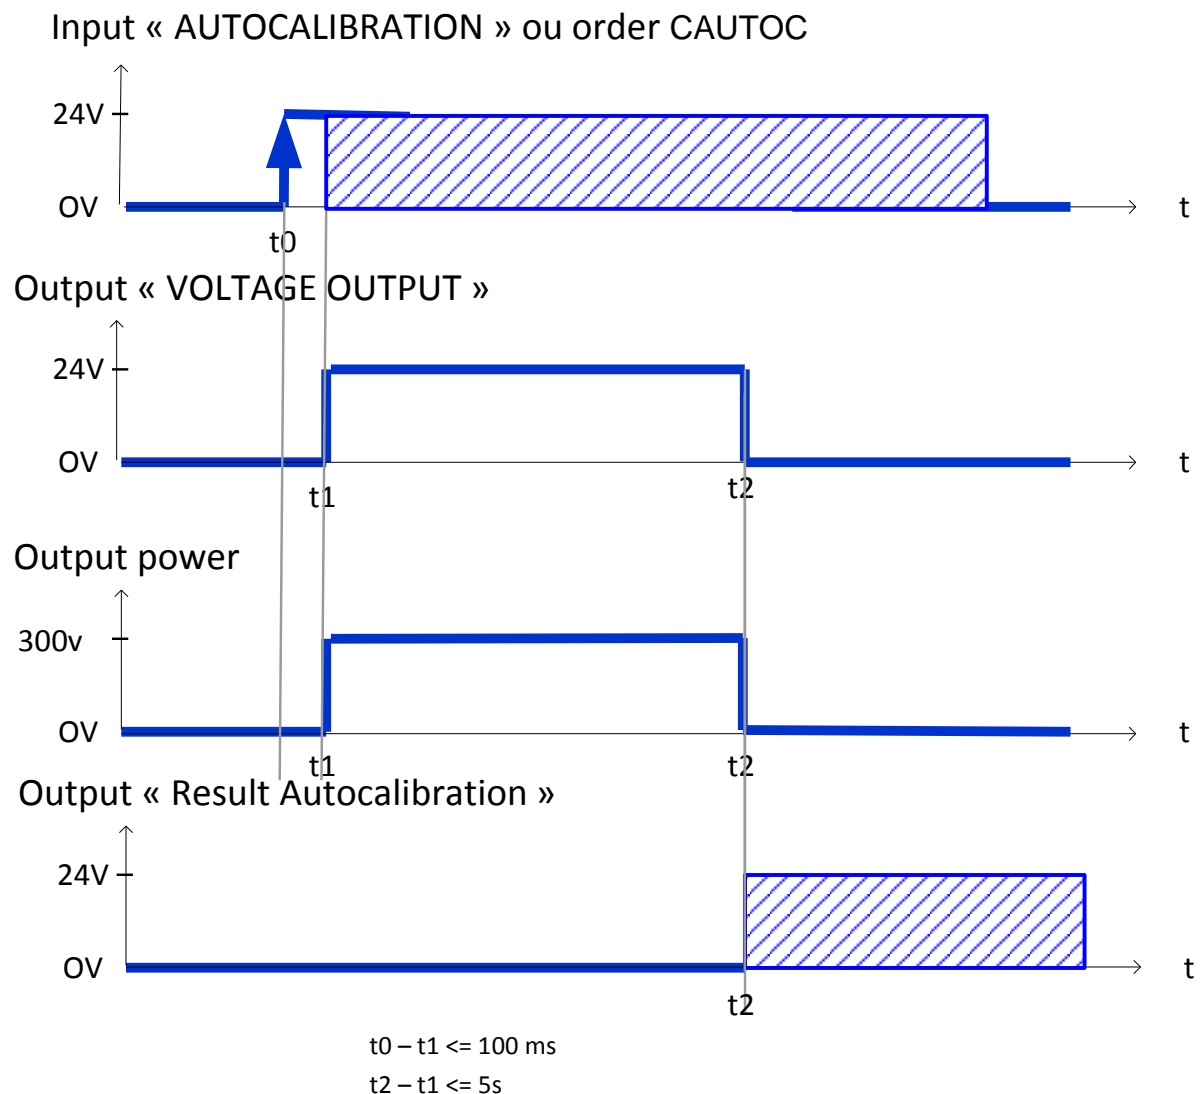 Input « AUTOCALIBRATION » ou order CAUTOC
24V
OV
t
t0
Output « VOLTAGE OUTPUT »
24V
OV
t
t1
t2
Output power
300v
OV
t
t1
t2
Output « Result Autocalibration »
24V
OV
t
t2
t0 – t1 <= 100 ms
t2 – t1 <= 5s